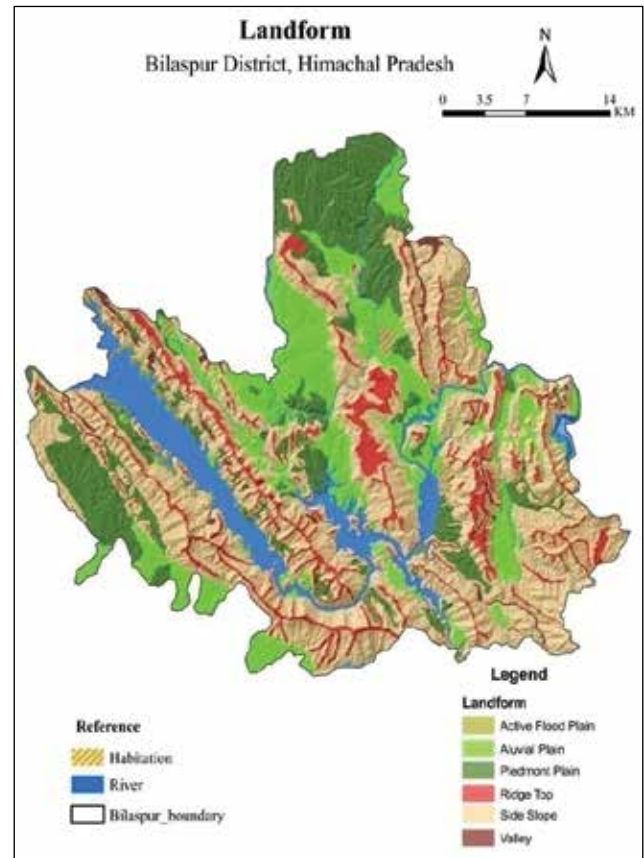 Landform
Bilaspur District, Himachal Pradesh
N
0 3.5 7 14
KM
Legend
Landform
Active Flood Plain
Aluvial Plain
Piedmont Plain
Ridge Top
Side Slope
Valley
Reference
Habitation
River
Bilaspur_boundary